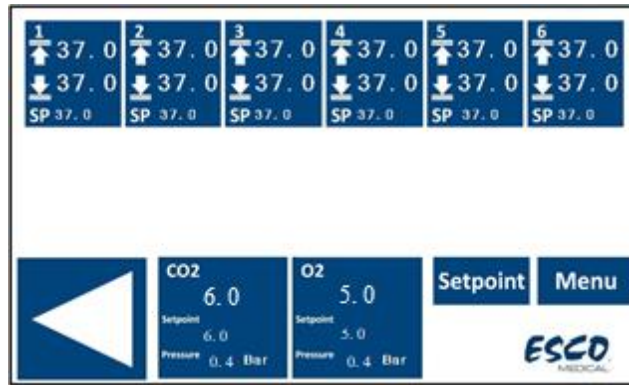 1 2 3 4 5 6
37.0 37.0 37.0 37.0 37.0 37.0
37.0 37.0 37.0 37.0 37.0 37.0
SP 37.0 SP 37.0 SP 37.0 SP 37.0 SP 37.0 SP 37.0
CO2
6.0
Setpoint
6.0
Pressure 0.4 Bar
O2
5.0
Setpoint
5.0
Pressure 0.4 Bar
Setpoint
Menu
ESCO
MEDICAL